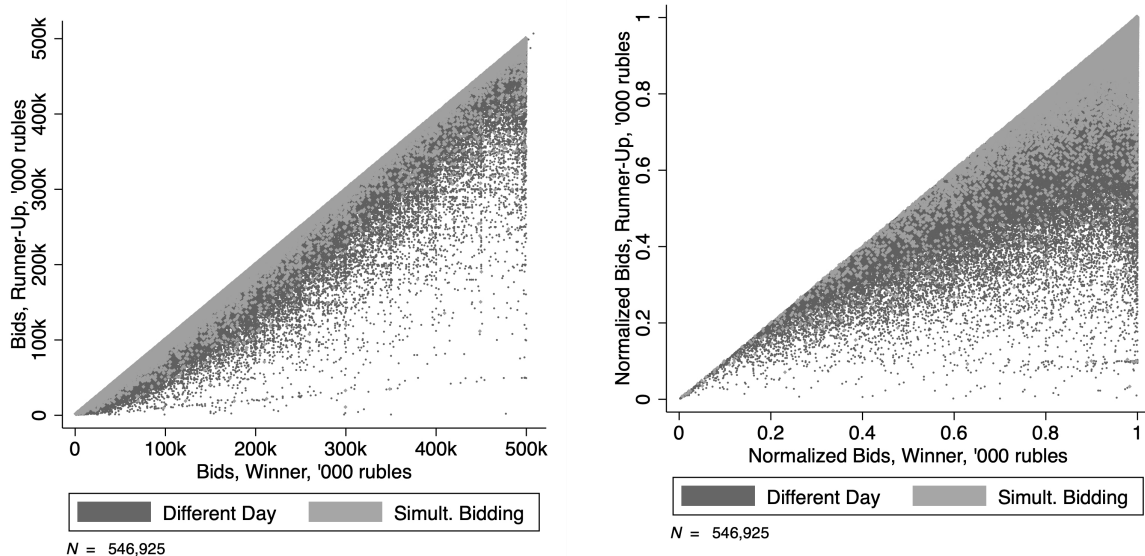 Bids, Runner-Up, '000 rubles
500k
400k
300k
200k
100k
0
0 100k 200k 300k 400k 500k
Bids, Winner, '000 rubles
Different Day Simult. Bidding
N = 546,925
Normalized Bids, Runner-Up, '000 rubles
1
0.8
0.6
0.4
0.2
0
0 0.2 0.4 0.6 0.8 1
Normalized Bids, Winner, '000 rubles
Different Day Simult. Bidding
N = 546,925